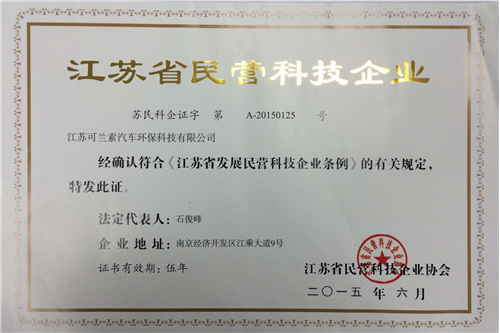 江苏省民营科技企业
苏民科企证字 第 A-20150125 号
江苏可兰素汽车环保科技有限公司
经确认符合《江苏省发展民营科技企业条例》的有关规定,
特发此证。
法定代表人：石俊峰
企业地址：南京经济开发区江乘大道9号
证书有效期：伍年
江苏省民营科技企业协会
二〇一五年六月